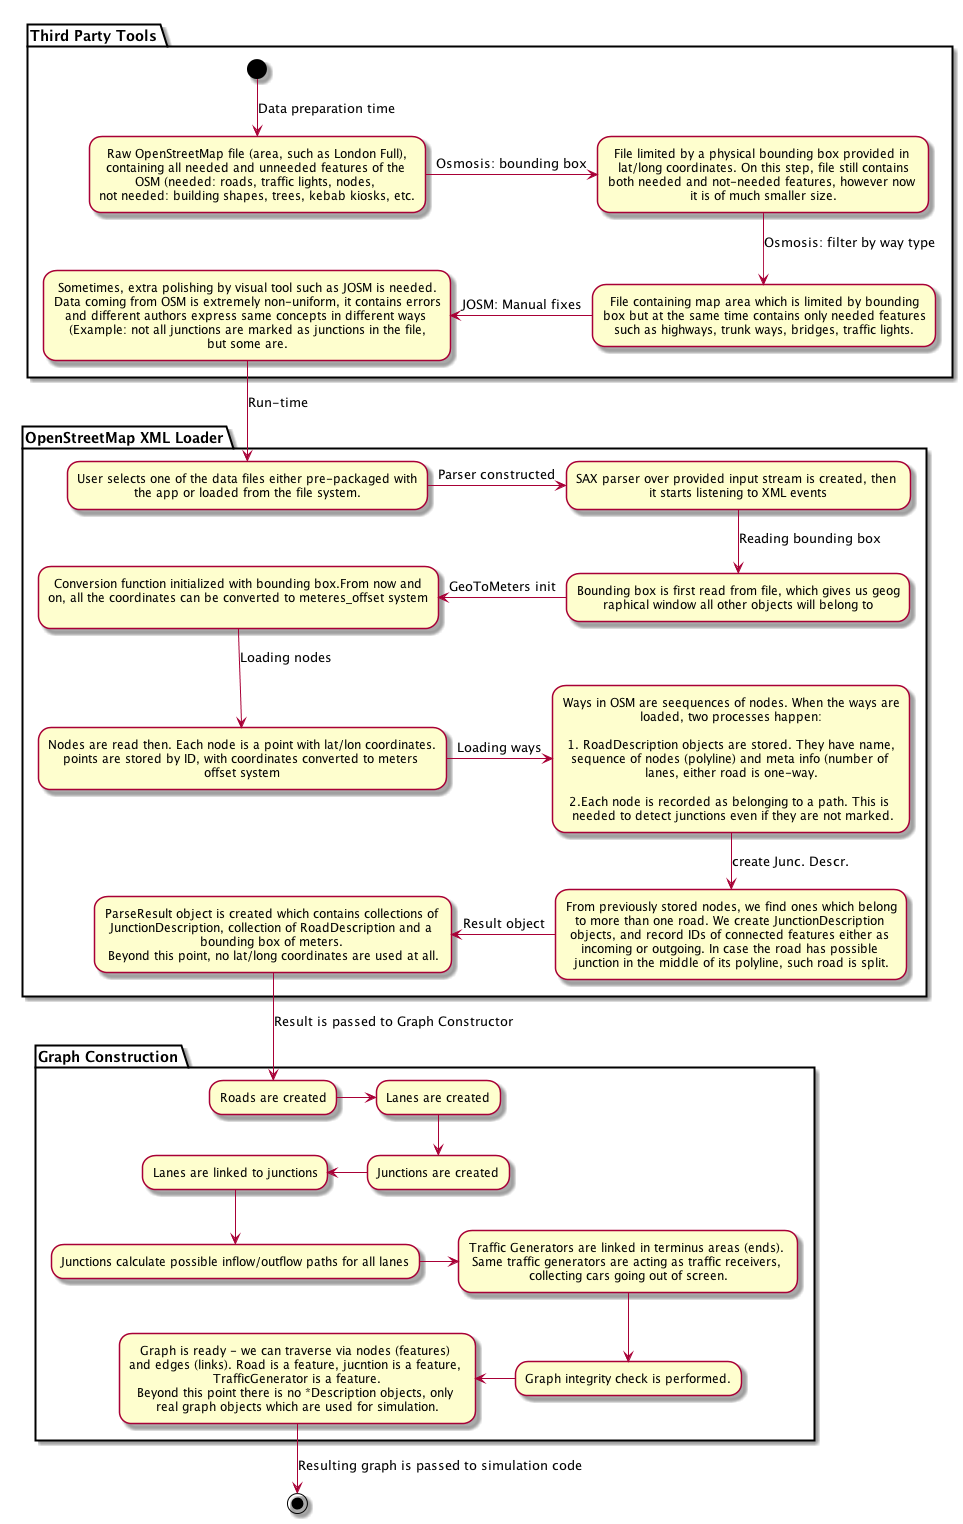 Third Party Tools
Data preparation time
Raw OpenStreetMap file (area, such as London Full),
containing all needed and unneeded features of the
OSM (needed: roads, traffic lights, nodes,
not needed: building shapes, trees, kebab kiosks, etc.
Osmosis: bounding box
File limited by a physical bounding box provided in
lat/long coordinates. On this step, file still contains
both needed and not-needed features, however now
it is of much smaller size.
Osmosis: filter by way type
File containing map area which is limited by bounding
box but at the same time contains only needed features
such as highways, trunk ways, bridges, traffic lights.
JOSM: Manual fixes
Sometimes, extra polishing by visual tool such as JOSM is needed.
Data coming from OSM is extremely non-uniform, it contains errors
and different authors express same concepts in different ways
(Example: not all junctions are marked as junctions in the file,
but some are.
Run-time
OpenStreetMap XML Loader
User selects one of the data files either pre-packaged with
the app or loaded from the file system.
Parser constructed
SAX parser over provided input stream is created, then
it starts listening to XML events
Reading bounding box
Bounding box is first read from file, which gives us geog
raphical window all other objects will belong to
GeoToMeters init
Conversion function initialized with bounding box.From now and
on, all the coordinates can be converted to meteres_offset system
Loading nodes
Nodes are read then. Each node is a point with lat/lon coordinates.
points are stored by ID, with coordinates converted to meters
offset system
Loading ways
Ways in OSM are seequences of nodes. When the ways are
loaded, two processes happen:
1. RoadDescription objects are stored. They have name,
sequence of nodes (polyline) and meta info (number of
lanes, either road is one-way.
2.Each node is recorded as belonging to a path. This is
needed to detect junctions even if they are not marked.
create Junc. Descr.
From previously stored nodes, we find ones which belong
to more than one road. We create JunctionDescription
objects, and record IDs of connected features either as
incoming or outgoing. In case the road has possible
junction in the middle of its polyline, such road is split.
Result object
ParseResult object is created which contains collections of
JunctionDescription, collection of RoadDescription and a
bounding box of meters.
Beyond this point, no lat/long coordinates are used at all.
Result is passed to Graph Constructor
Graph Construction
Roads are created
Lanes are created
Junctions are created
Lanes are linked to junctions
Junctions calculate possible inflow/outflow paths for all lanes
Traffic Generators are linked in terminus areas (ends).
Same traffic generators are acting as traffic receivers,
collecting cars going out of screen.
Graph integrity check is performed.
Graph is ready - we can traverse via nodes (features)
and edges (links). Road is a feature, jucntion is a feature,
TrafficGenerator is a feature.
Beyond this point there is no *Description objects, only
real graph objects which are used for simulation.
Resulting graph is passed to simulation code